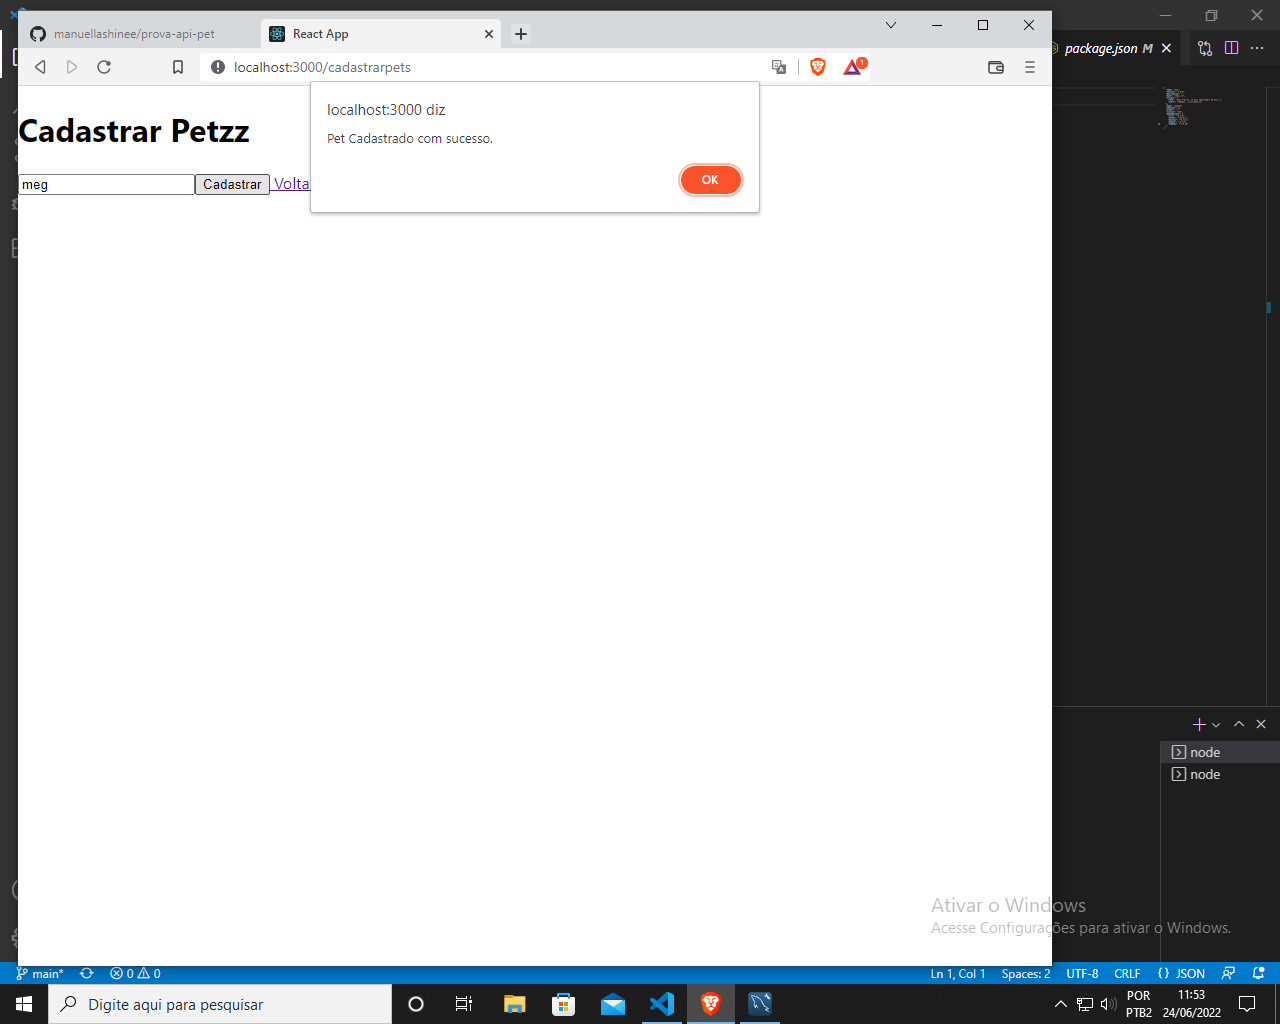 manuellashinee/prova-api-pet
React App
package.json M
localhost:3000/cadastrarpets
1
localhost:3000 diz
Pet Cadastrado com sucesso.
OK
Cadastrar Petzz
meg
Cadastrar
Volta
node
node
Ativar o Windows
Acesse Configurações para ativar o Windows.
main*
0
0
Ln 1, Col 1
Spaces: 2
UTF-8
CRLF
{ } JSON
Digite aqui para pesquisar
POR
PTB2
11:53
24/06/2022